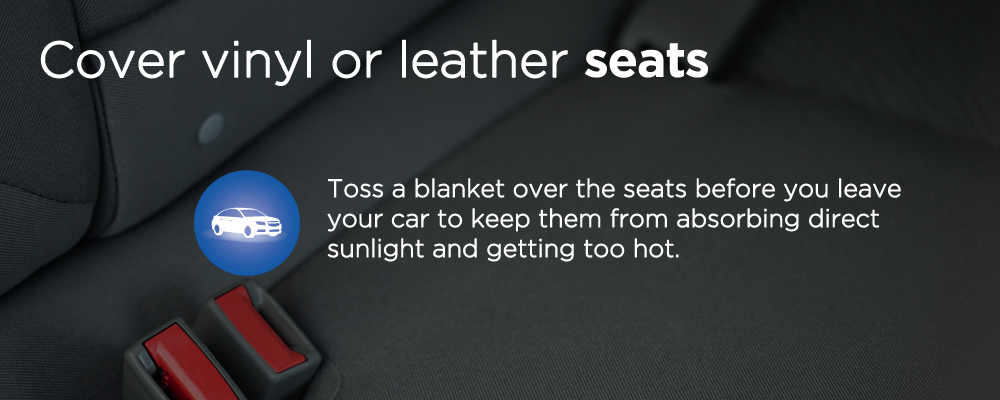 Cover vinyl or leather seats
Toss a blanket over the seats before you leave
your car to keep them from absorbing direct
sunlight and getting too hot.